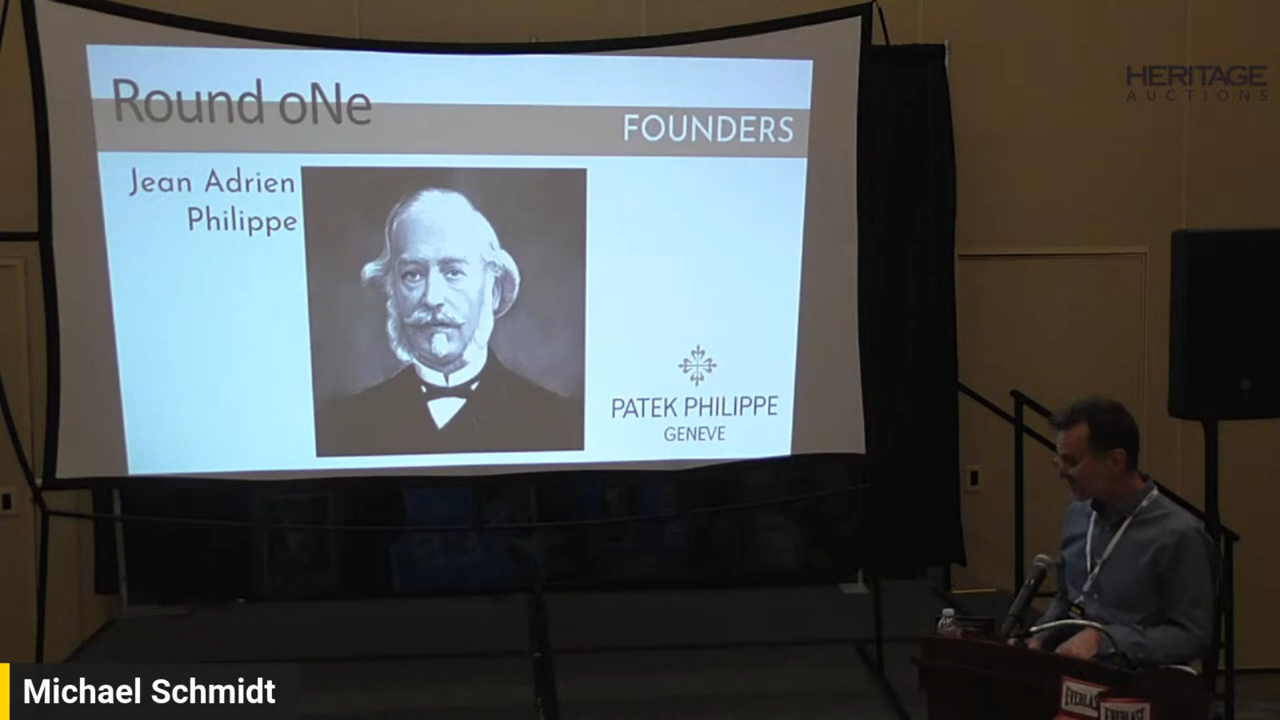 Round oNe
FOUNDERS
Jean Adrien
Philippe
PATEK PHILIPPE
GENEVE
HERITAGE
AUCTIONS
Michael Schmidt
EVERLAST
EVERLAST